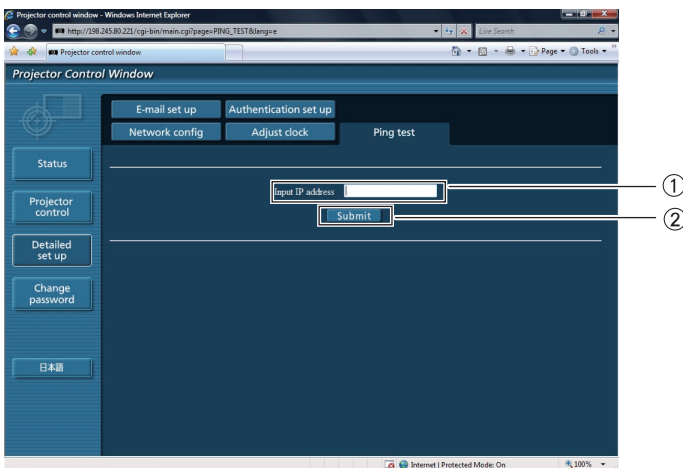 Projector control window - Windows Internet Explorer
http://198.245.80.221/cgi-bin/main.cgi?page=PING_TEST&lang=e
Live Search
Projector control window
Page
Tools
Projector Control Window
E-mail set up
Authentication set up
Network config
Adjust clock
Ping test
Status
Projector
control
Detailed
set up
Change
password
日本語
Input IP address
Submit
①
②
Internet | Protected Mode: On
100%